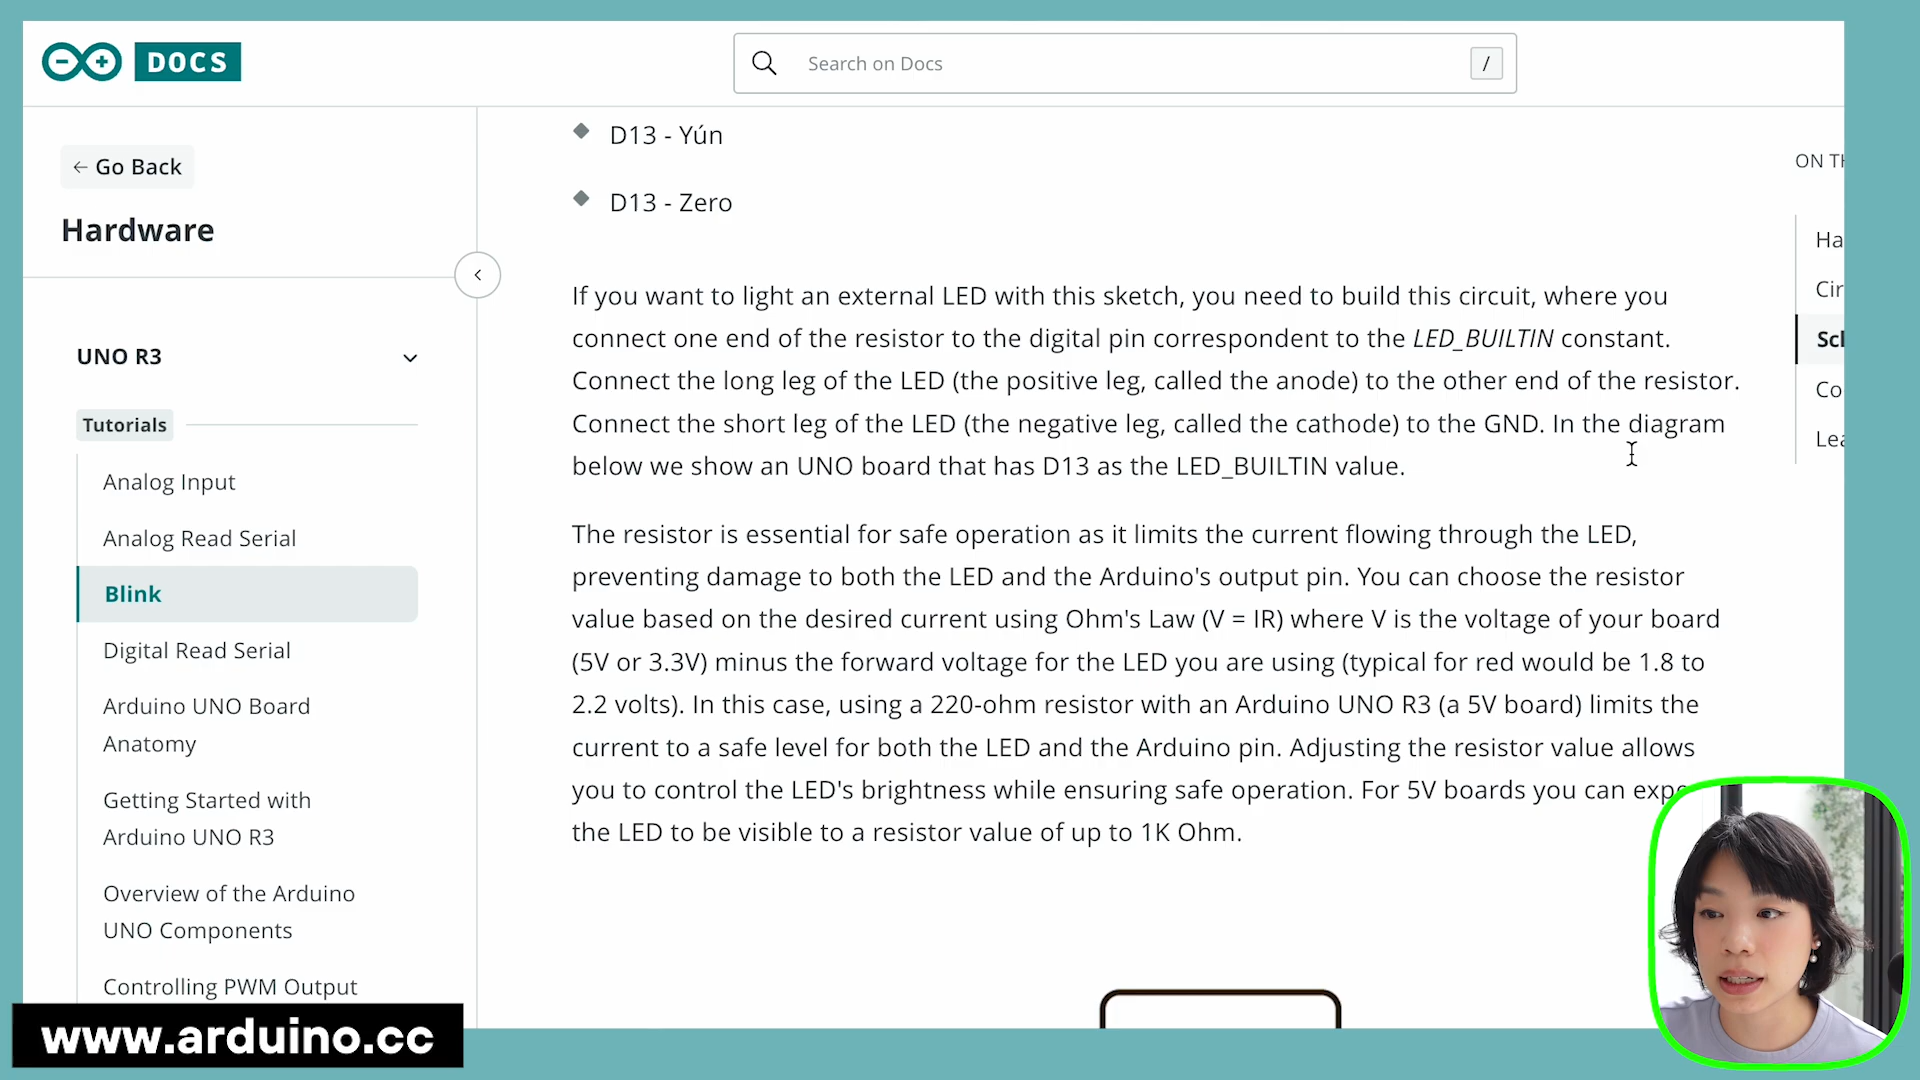 DOCS
Search on Docs
/
← Go Back
Hardware
UNO R3
Tutorials
Analog Input
Analog Read Serial
Blink
Digital Read Serial
Arduino UNO Board
Anatomy
Getting Started with
Arduino UNO R3
Overview of the Arduino
UNO Components
Controlling PWM Output
D13 - Yún
D13 - Zero
If you want to light an external LED with this sketch, you need to build this circuit, where you
connect one end of the resistor to the digital pin correspondent to the LED_BUILTIN constant.
Connect the long leg of the LED (the positive leg, called the anode) to the other end of the resistor.
Connect the short leg of the LED (the negative leg, called the cathode) to the GND. In the diagram
below we show an UNO board that has D13 as the LED_BUILTIN value.
The resistor is essential for safe operation as it limits the current flowing through the LED,
preventing damage to both the LED and the Arduino's output pin. You can choose the resistor
value based on the desired current using Ohm's Law (V = IR) where V is the voltage of your board
(5V or 3.3V) minus the forward voltage for the LED you are using (typical for red would be 1.8 to
2.2 volts). In this case, using a 220-ohm resistor with an Arduino UNO R3 (a 5V board) limits the
current to a safe level for both the LED and the Arduino pin. Adjusting the resistor value allows
you to control the LED's brightness while ensuring safe operation. For 5V boards you can
the LED to be visible to a resistor value of up to 1K Ohm.
ON
www.arduino.cc